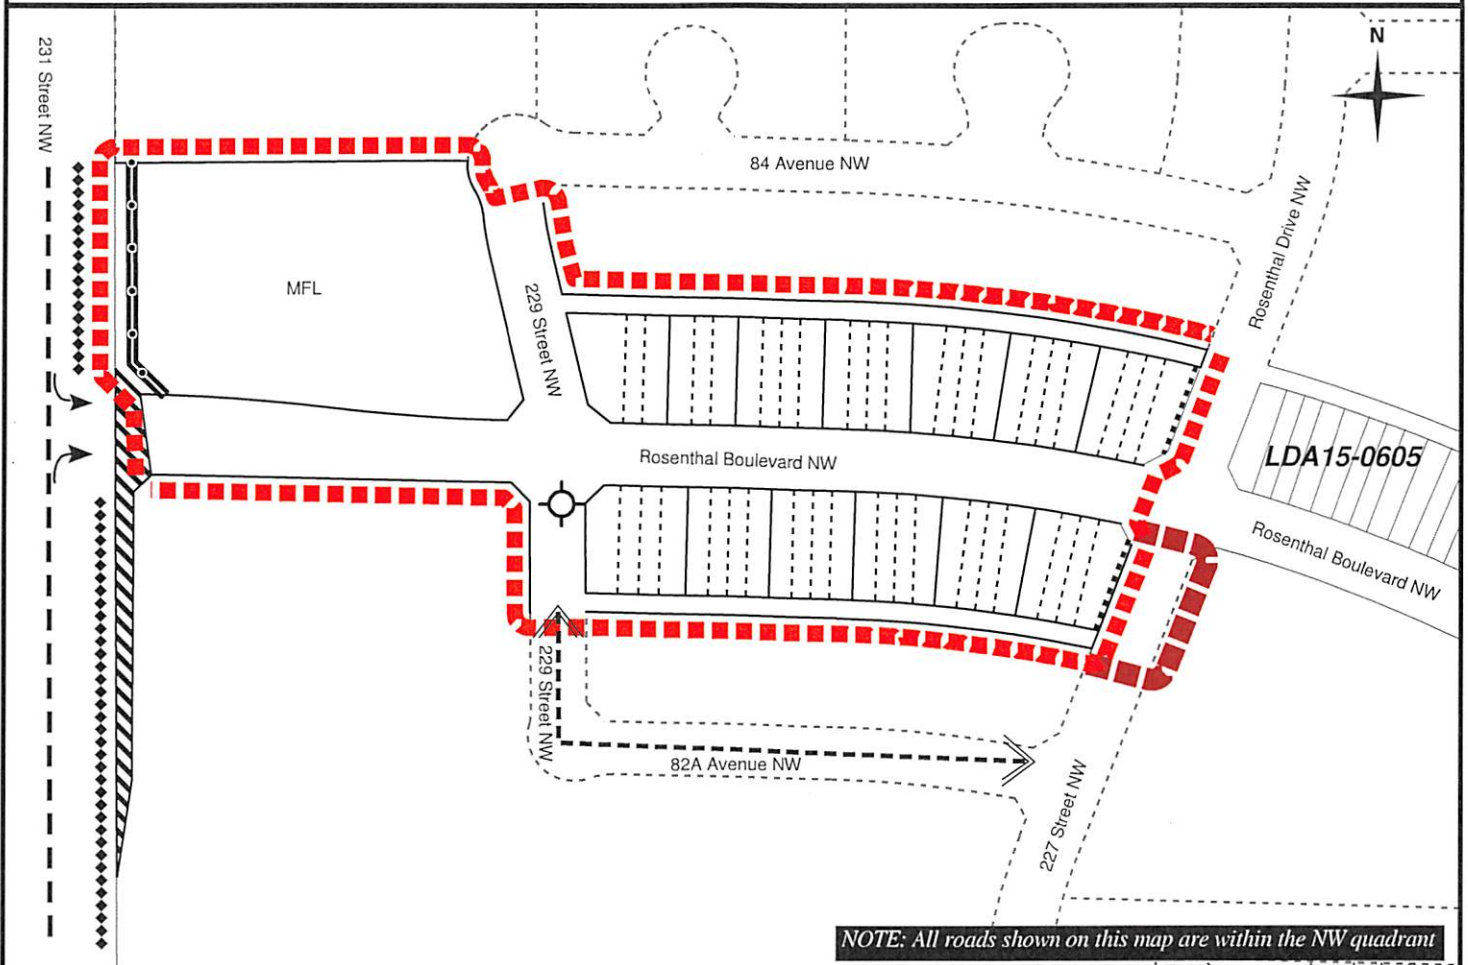 N
231 Street NW
84 Avenue NW
Rosenthal Drive NW
MFL
229 Street NW
LDA15-0605
Rosenthal Boulevard NW
Rosenthal Boulevard NW
229 Street NW
82A Avenue NW
227 Street NW
NOTE: All roads shown on this map are within the NW quadrant